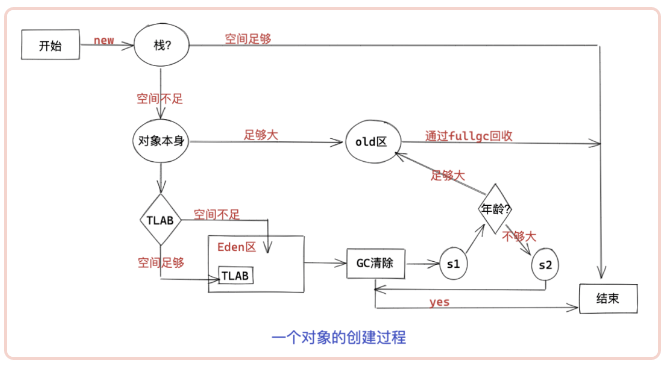 开始
new
栈?
空间足够
空间不足
对象本身
足够大
old区
通过fullgc回收
足够大
TLAB
空间不足
年龄?
Eden区
不够大
空间足够
TLAB
GC清除
s1
s2
yes
结束
一个对象的创建过程